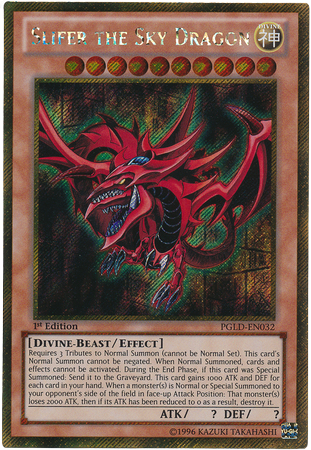 SLIFER THE SKY DRAGON
DIVINE
神
1st Edition
PGLD-EN032
[DIVINE-BEAST / EFFECT]
Requires 3 Tributes to Normal Summon (cannot be Normal Set). This card's
Normal Summon cannot be negated. When Normal Summoned, cards and
effects cannot be activated. During the End Phase, if this card was Special
Summoned: Send it to the Graveyard. This card gains 1000 ATK and DEF for
each card in your hand. When a monster(s) is Normal or Special Summoned to
your opponent's side of the field in face-up Attack Position: That monster(s)
loses 2000 ATK, then if its ATK has been reduced to 0 as a result, destroy it.
ATK / ? DEF / ?
©1996 KAZUKI TAKAHASHI